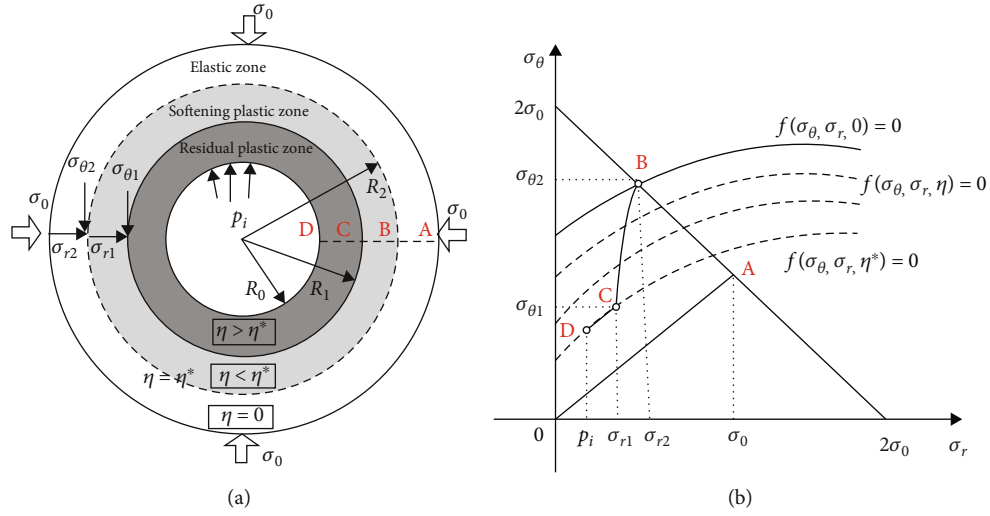 σ0
Elastic zone
Softening plastic zone
Residual plastic zone
σθ2
σθ1
R2
σ0
pi
σ0
D C B A
σr2 σr1
R0 R1
η > η*
η = η* η < η*
η = 0
σ0
(a)
σθ
2σ0
f(σθ, σr, 0) = 0
B
σθ2
f(σθ, σr, η) = 0
f(σθ, σr, η*) = 0
A
C
σθ1
D
0 pi σr1 σr2 σ0 2σ0 σr
(b)